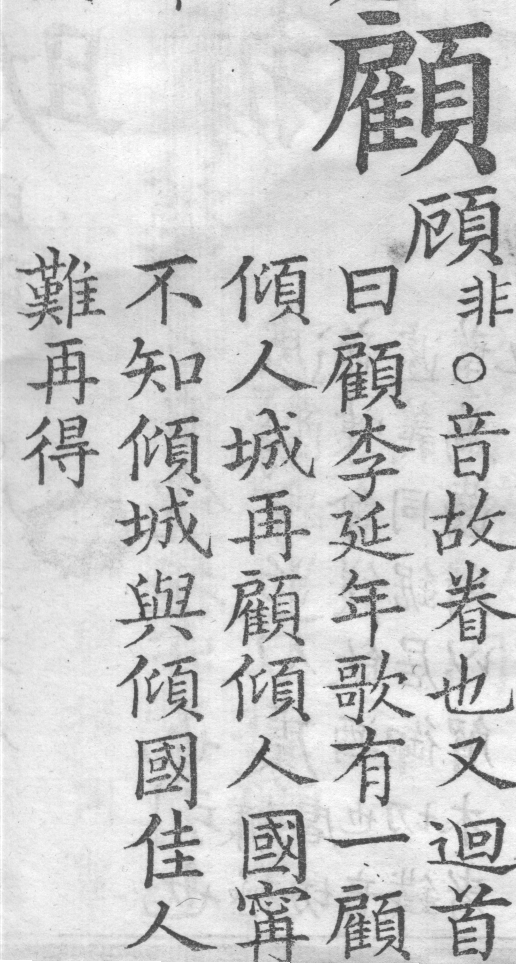 顧
頋非○音故眷也又迴首
曰顧李延年歌有一顧
傾人城再顧傾人國寗
不知傾城與傾國佳人
難再得